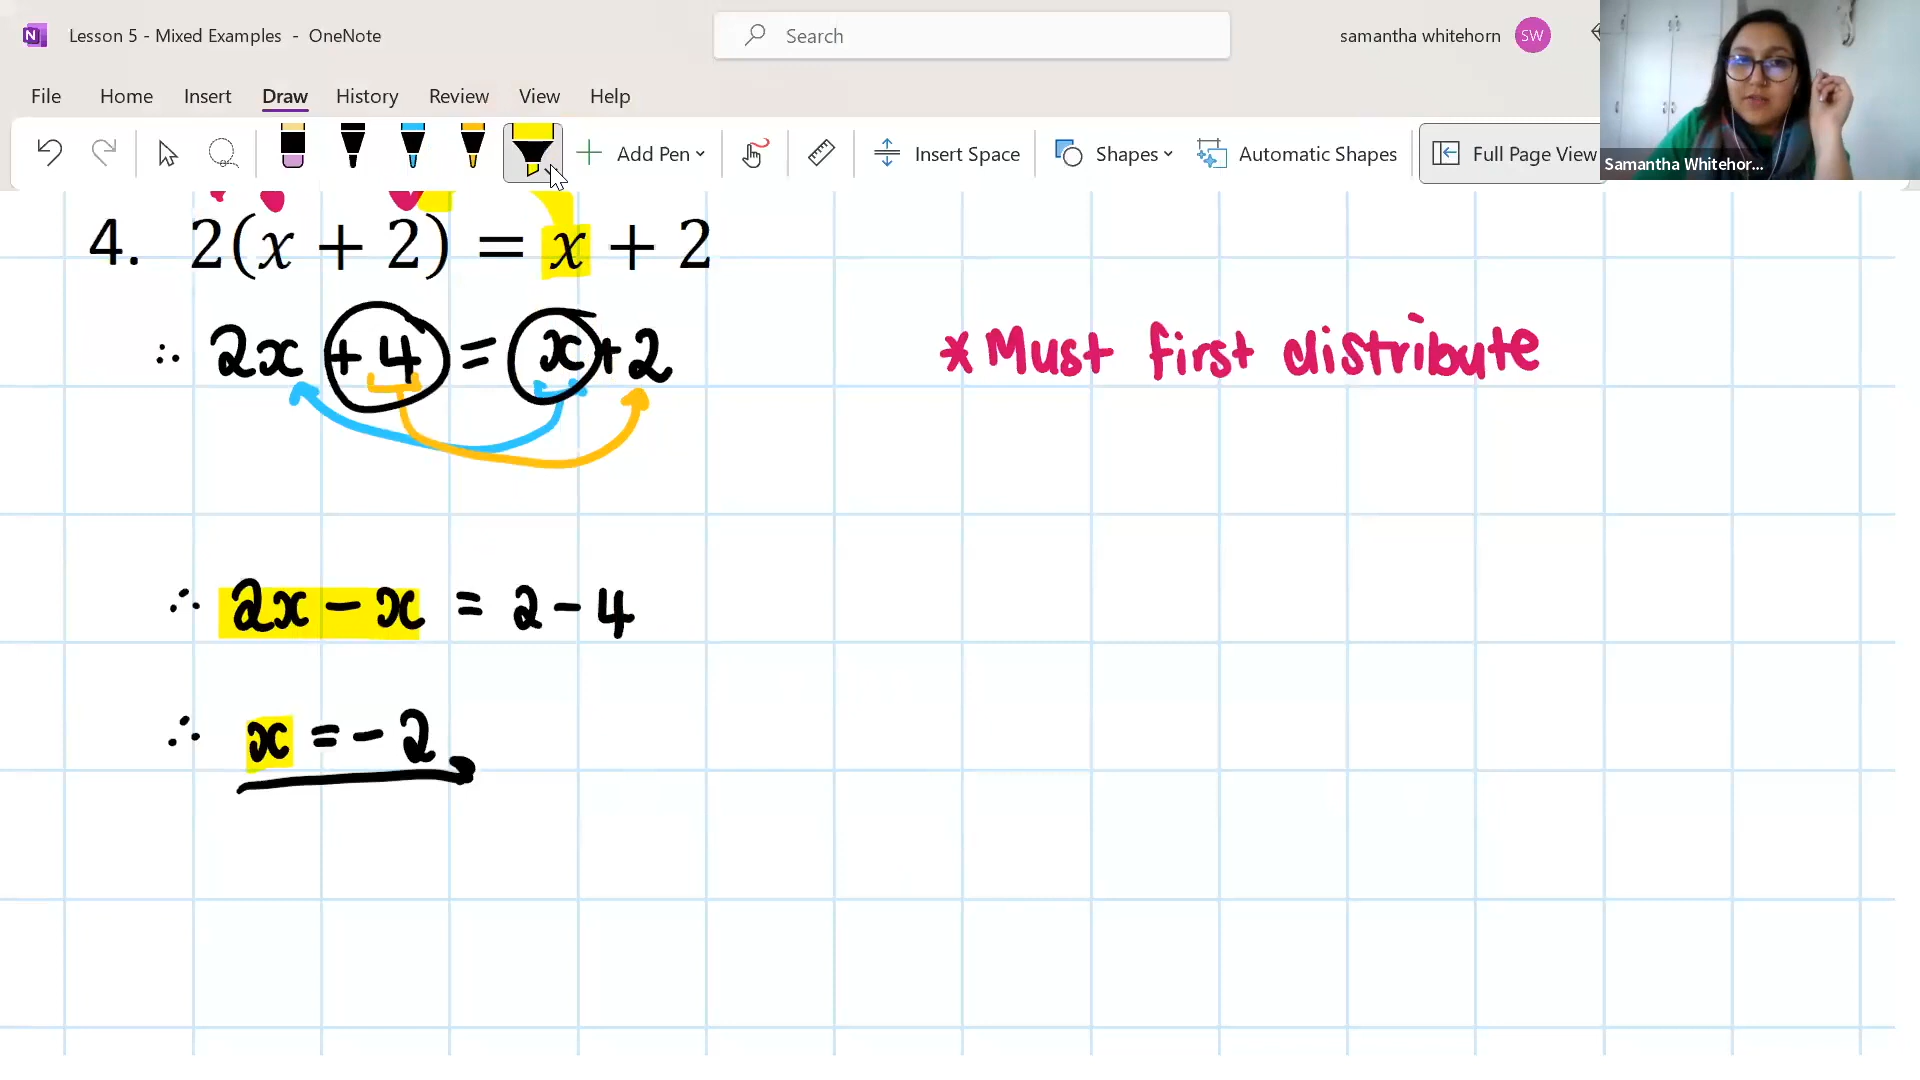 Lesson 5 - Mixed Examples - OneNote
Search
samantha whitehorn SW
File Home Insert Draw History Review View Help
Add Pen Insert Space Shapes Automatic Shapes Full Page View
Samantha Whitehor...
4. 2(x + 2) = x + 2
∴ 2x + 4 = x + 2
* Must first distribute
∴ 2x - x = 2 - 4
∴ x = - 2